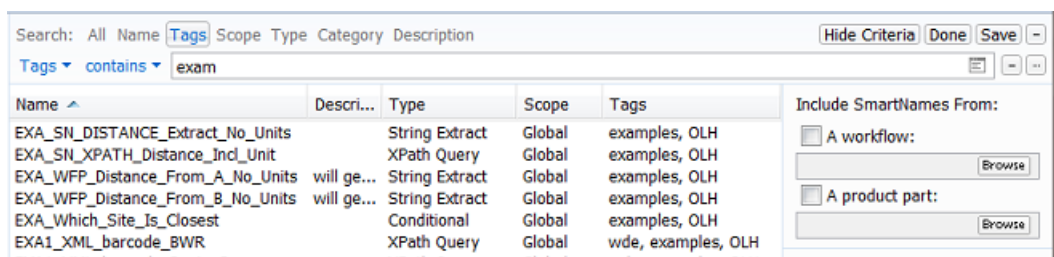 Search: All Name Tags Scope Type Category Description Hide Criteria Done Save -
Tags contains exam - ...
Name Descri... Type Scope Tags Include SmartNames From:
EXA_SN_DISTANCE_Extract_No_Units String Extract Global examples, OLH A workflow:
EXA_SN_XPATH_Distance_Incl_Unit XPath Query Global examples, OLH
EXA_WFP_Distance_From_A_No_Units will ge... String Extract Global examples, OLH Browse
EXA_WFP_Distance_From_B_No_Units will ge... String Extract Global examples, OLH A product part:
EXA_Which_Site_Is_Closest Conditional Global examples, OLH
EXA1_XML_barcode_BWR XPath Query Global wde, examples, OLH Browse